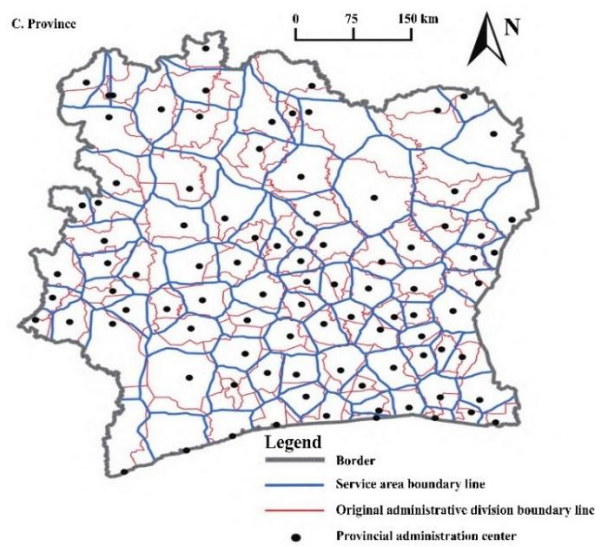 C. Province
0 75 150 km
N
Legend
Border
Service area boundary line
Original administrative division boundary line
Provincial administration center